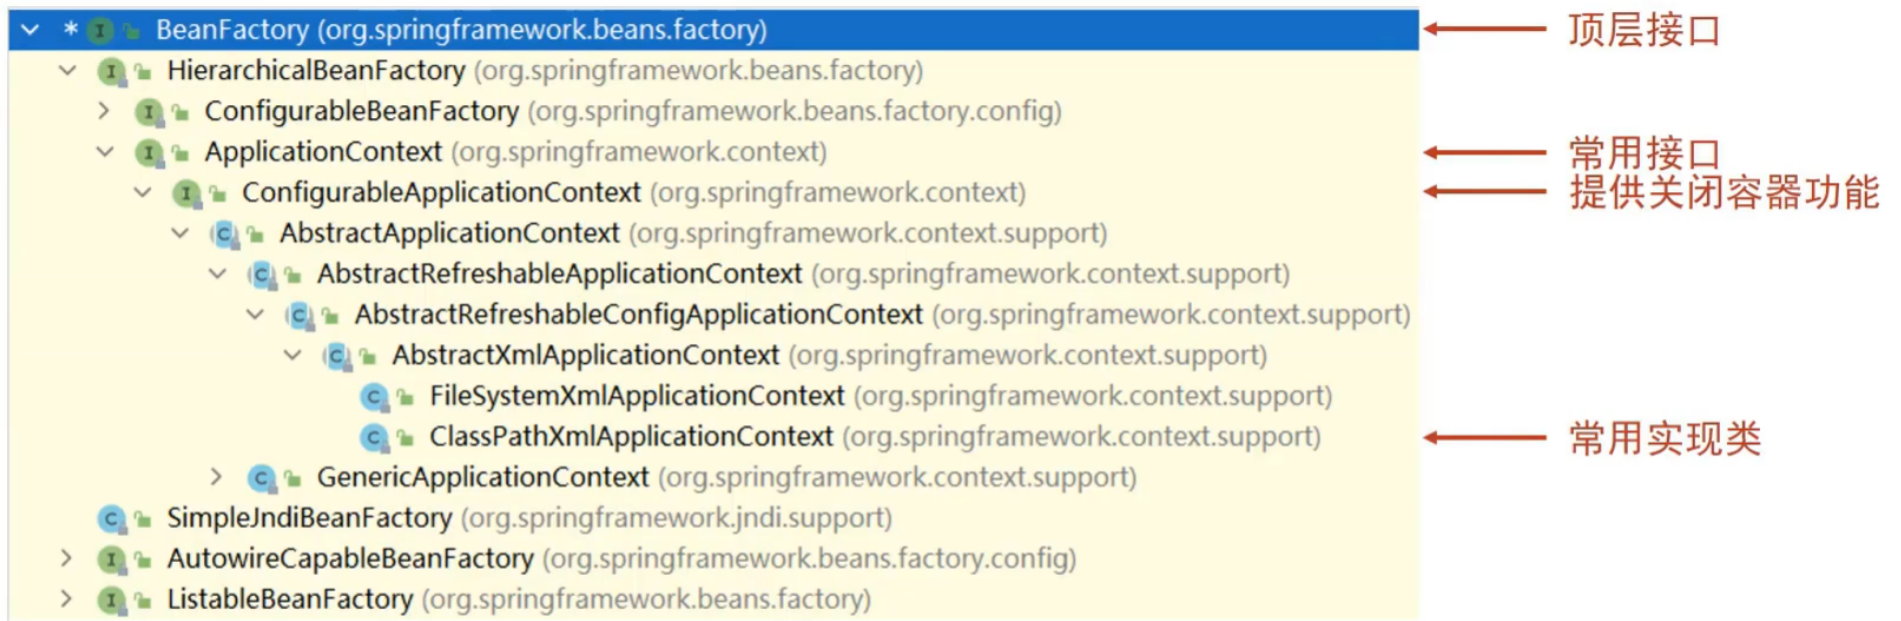 BeanFactory (org.springframework.beans.factory) 顶层接口
HierarchicalBeanFactory (org.springframework.beans.factory)
ConfigurableBeanFactory (org.springframework.beans.factory.config)
ApplicationContext (org.springframework.context) 常用接口
ConfigurableApplicationContext (org.springframework.context) 提供关闭容器功能
AbstractApplicationContext (org.springframework.context.support)
AbstractRefreshableApplicationContext (org.springframework.context.support)
AbstractRefreshableConfigApplicationContext (org.springframework.context.support)
AbstractXmlApplicationContext (org.springframework.context.support)
FileSystemXmlApplicationContext (org.springframework.context.support)
ClassPathXmlApplicationContext (org.springframework.context.support) 常用实现类
GenericApplicationContext (org.springframework.context.support)
SimpleJndiBeanFactory (org.springframework.jndi.support)
AutowireCapableBeanFactory (org.springframework.beans.factory.config)
ListableBeanFactory (org.springframework.beans.factory)